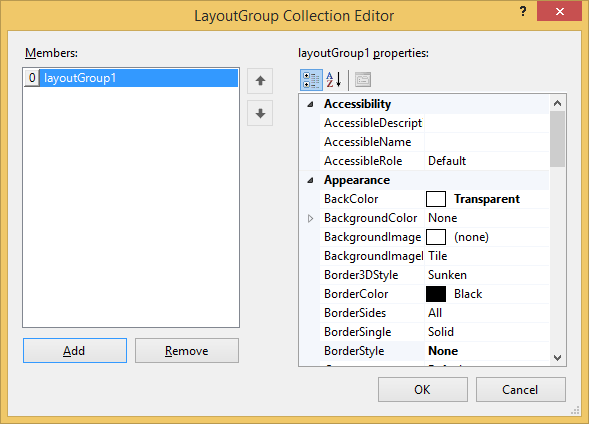 LayoutGroup Collection Editor
?
Members:
0 layoutGroup1
Add
Remove
layoutGroup1 properties:
Accessibility
AccessibleDescript
AccessibleName
AccessibleRole Default
Appearance
BackColor Transparent
BackgroundColor None
BackgroundImage (none)
BackgroundImageL Tile
Border3DStyle Sunken
BorderColor Black
BorderSides All
BorderSingle Solid
BorderStyle None
OK
Cancel